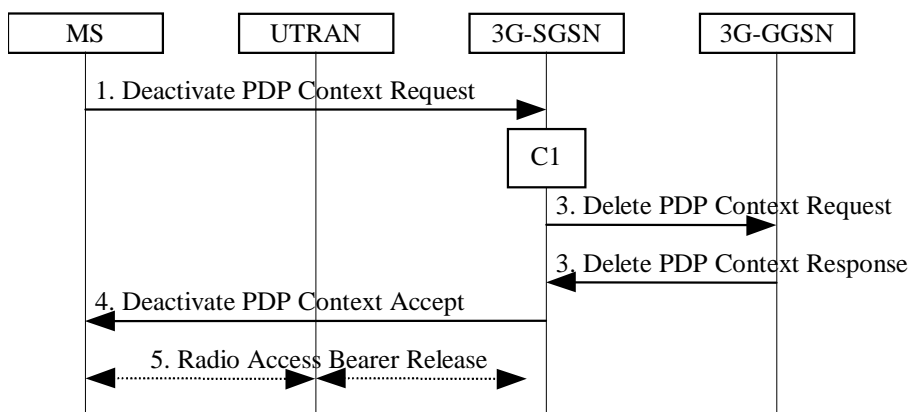 MS UTRAN 3G-SGSN 3G-GGSN
1. Deactivate PDP Context Request
C1
3. Delete PDP Context Request
3. Delete PDP Context Response
4. Deactivate PDP Context Accept
5. Radio Access Bearer Release